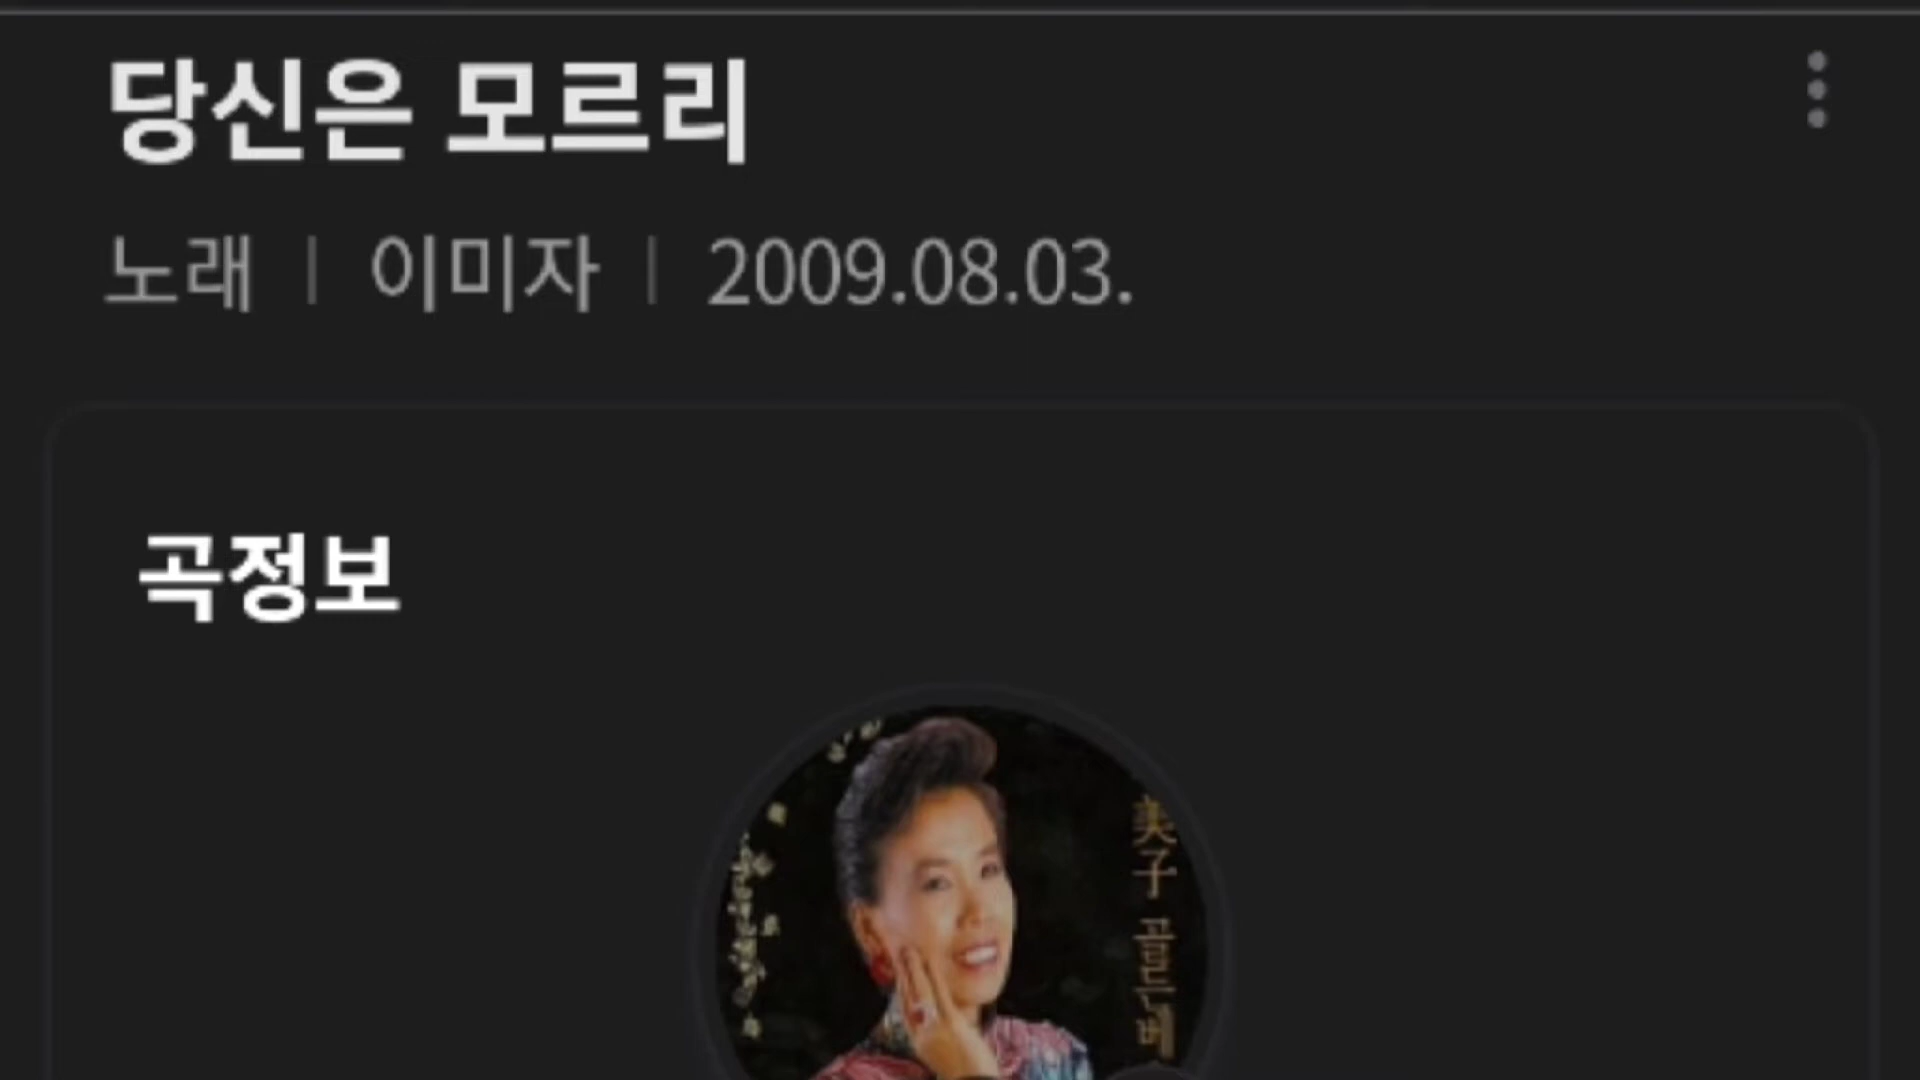 당신은 모르리
노래 | 이미자 | 2009.08.03.
곡정보
美子 골든